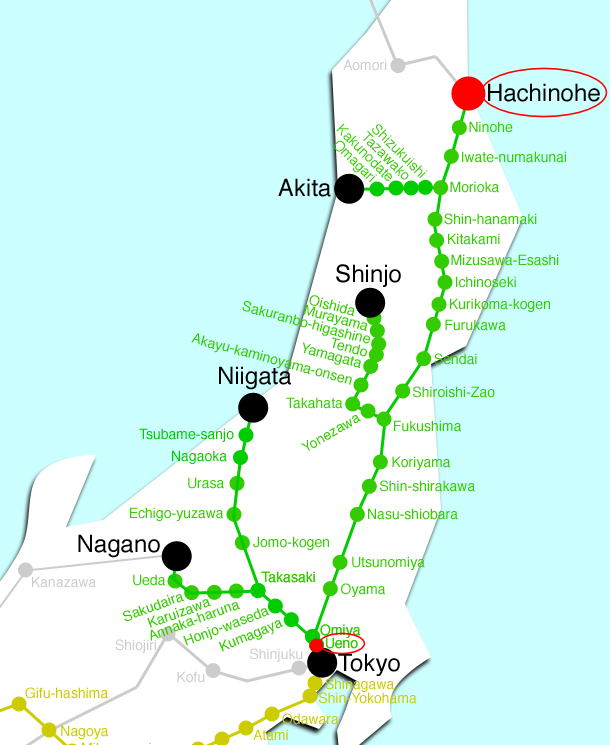 Aomori
Hachinohe
Ninohe
Shizukuishi
Tazawako
Kakunodate
Omagari
Iwate-numakunai
Akita
Morioka
Shin-hanamaki
Kitakami
Mizusawa-Esashi
Shinjo
Ichinoseki
Oishida
Murayama
Sakuranbo-higashine
Tendo
Yamagata
Akayu-kaminoyama-onsen
Kurikoma-kogen
Furukawa
Sendai
Niigata
Takahata
Shiroishi-Zao
Yonezawa
Fukushima
Tsubame-sanjo
Nagaoka
Koriyama
Urasa
Shin-shirakawa
Echigo-yuzawa
Nasu-shiobara
Nagano
Jomo-kogen
Utsunomiya
Kanazawa
Ueda
Takasaki
Oyama
Sakudaira
Karuizawa
Annaka-haruna
Honjo-waseda
Kumagaya
Omiya
Ueno
Shiojiri
Shinjuku
Tokyo
Kofu
Shinagawa
Gifu-hashima
Shin-Yokohama
Odawara
Nagoya
Atami